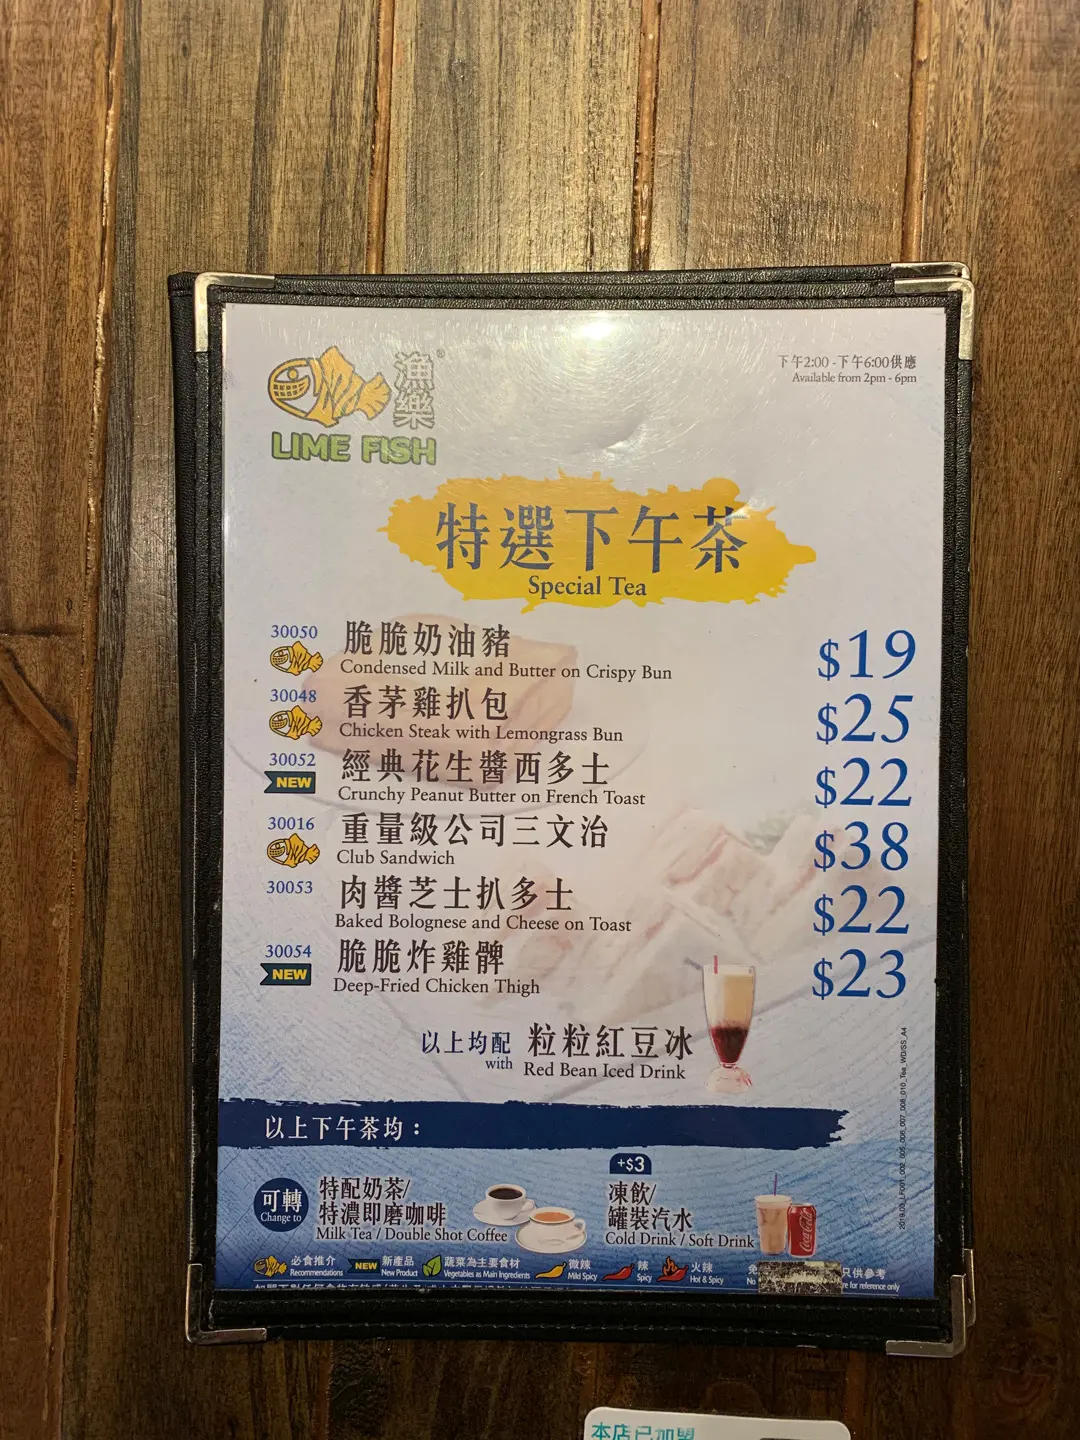 漁樂®
LIME FISH
下午2:00 - 下午6:00供應
Available from 2pm - 6pm
特選下午茶
Special Tea
30050 脆脆奶油豬 $19
Condensed Milk and Butter on Crispy Bun
30048 香茅雞扒包 $25
Chicken Steak with Lemongrass Bun
30052 經典花生醬西多士 $22
NEW Crunchy Peanut Butter on French Toast
30016 重量級公司三文治 $38
Club Sandwich
30053 肉醬芝士扒多士 $22
Baked Bolognese and Cheese on Toast
30054 脆脆炸雞髀 $23
NEW Deep-Fried Chicken Thigh
以上均配 粒粒紅豆冰
with Red Bean Iced Drink
以上下午茶均：
+$3
可轉 Change to
特配奶茶/
特濃即磨咖啡
Milk Tea / Double Shot Coffee
凍飲/
罐裝汽水
Cold Drink / Soft Drink
Coca-Cola
必食推介 Recommendations
NEW 新產品 New Product
蔬菜為主要食材 Vegetables as Main Ingredients
微辣 Mild Spicy
辣 Spicy
火辣 Hot & Spicy
只供參考
for reference only
本店已加盟